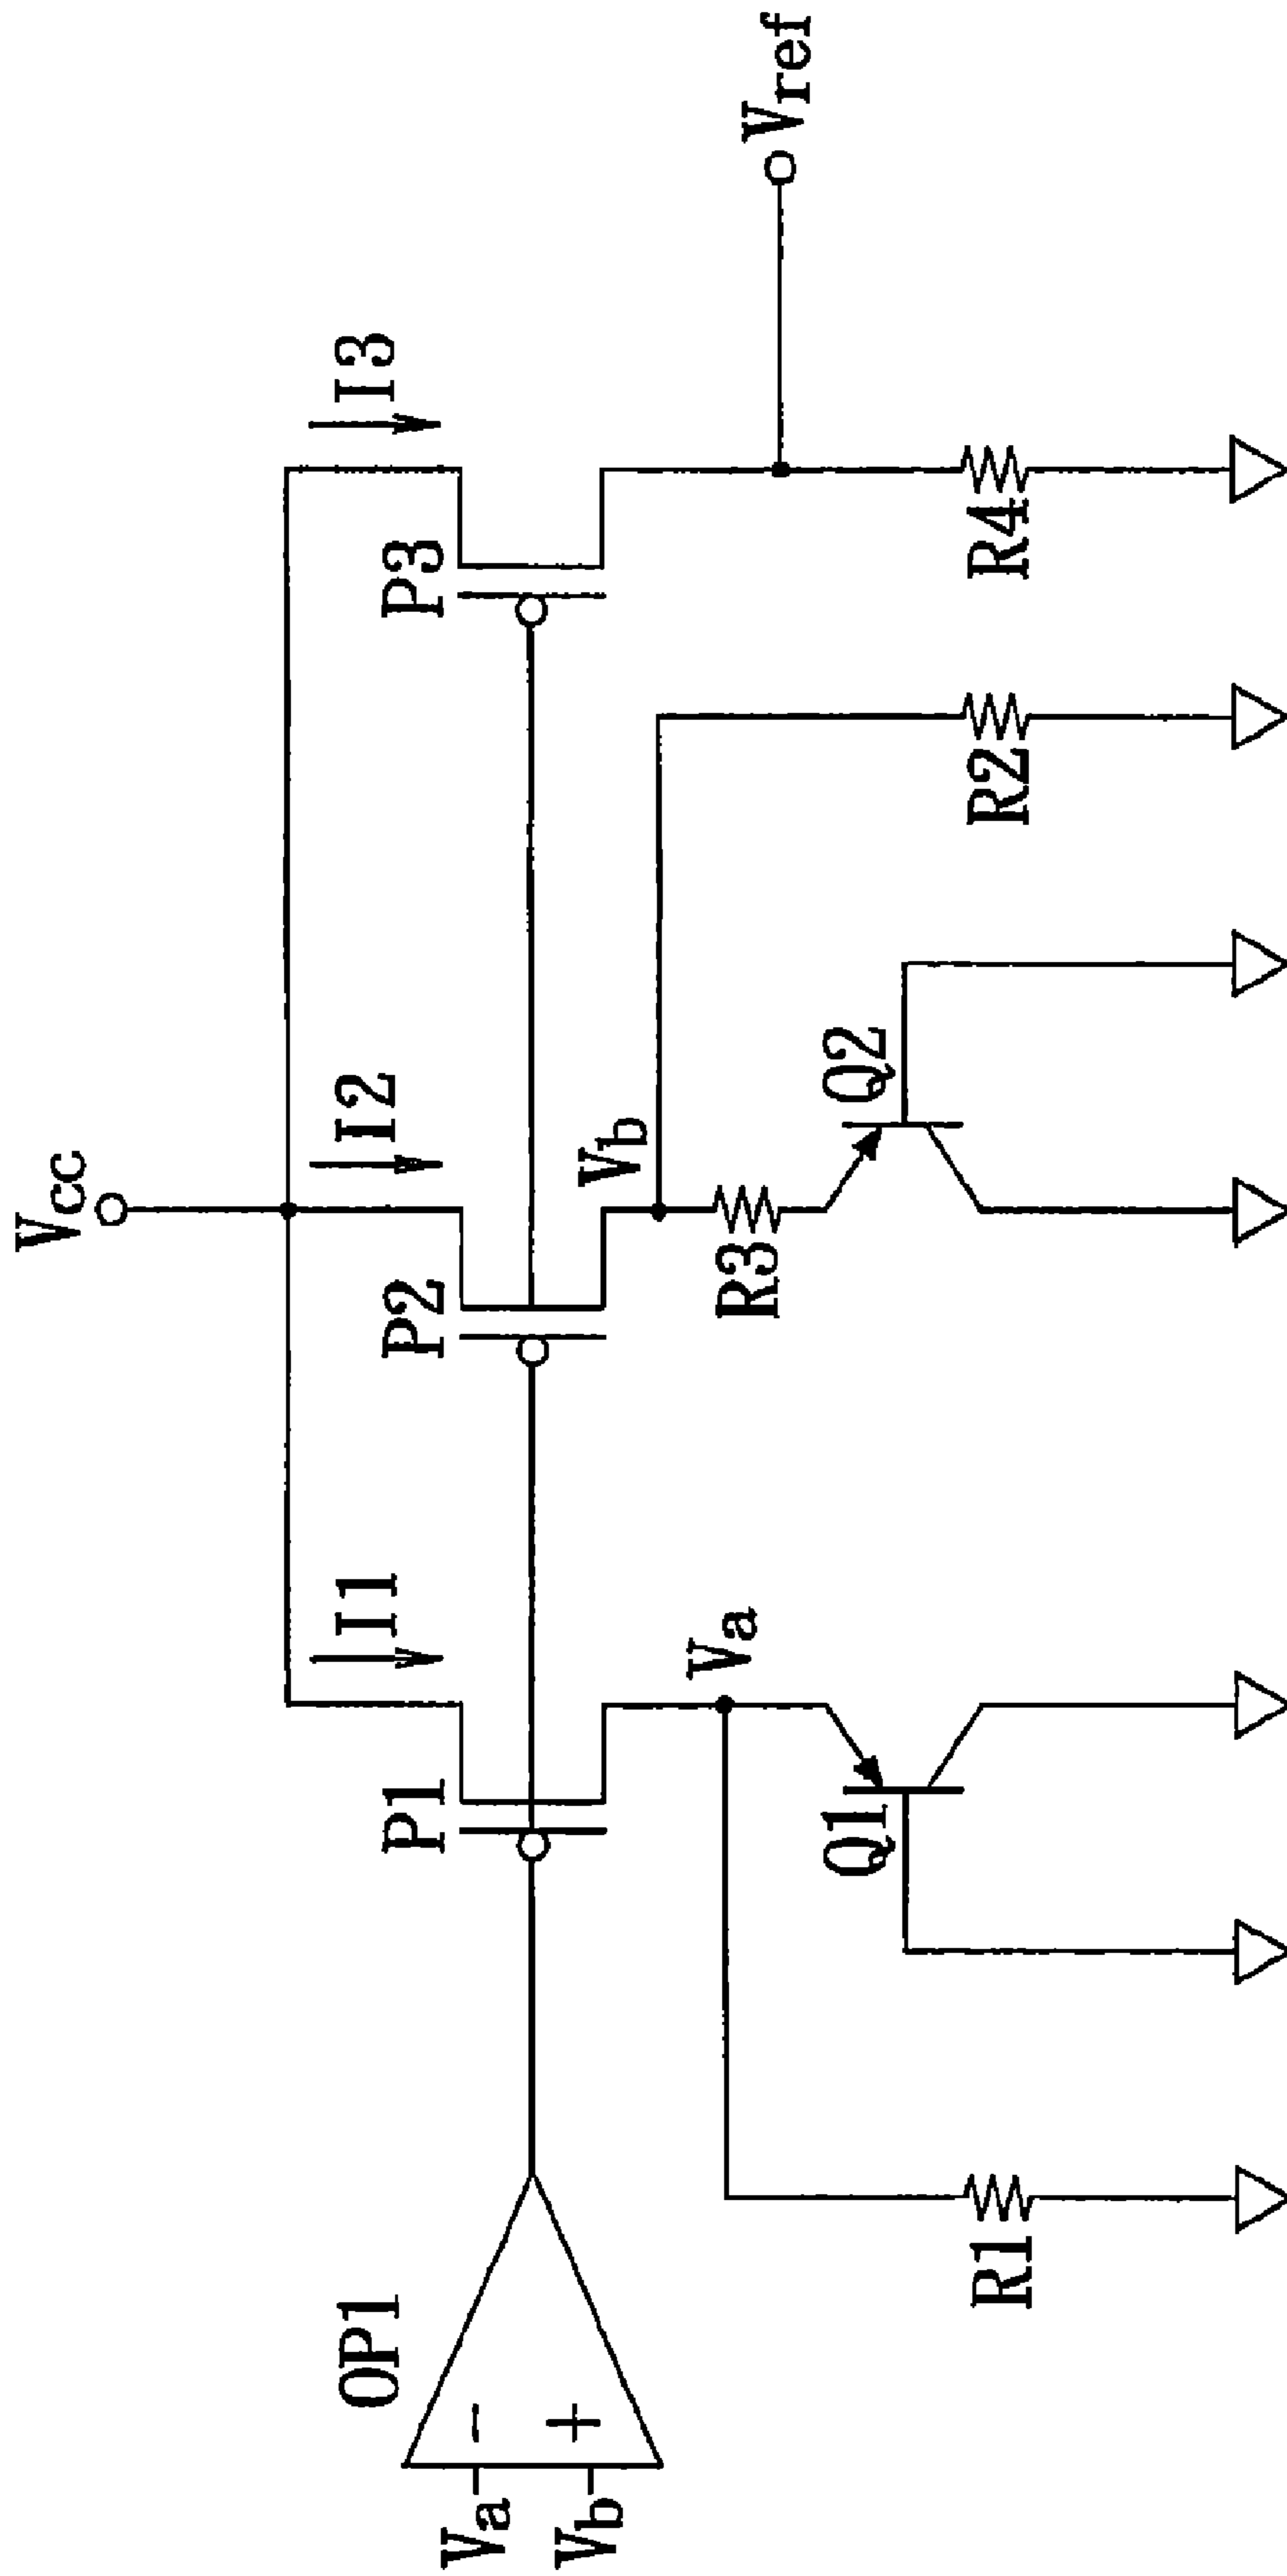 Vcc
I1
I2
I3
OP1
P1
P2
P3
Va
-
Vb
+
Va
Vb
Vref
R3
Q1
Q2
R1
R2
R4